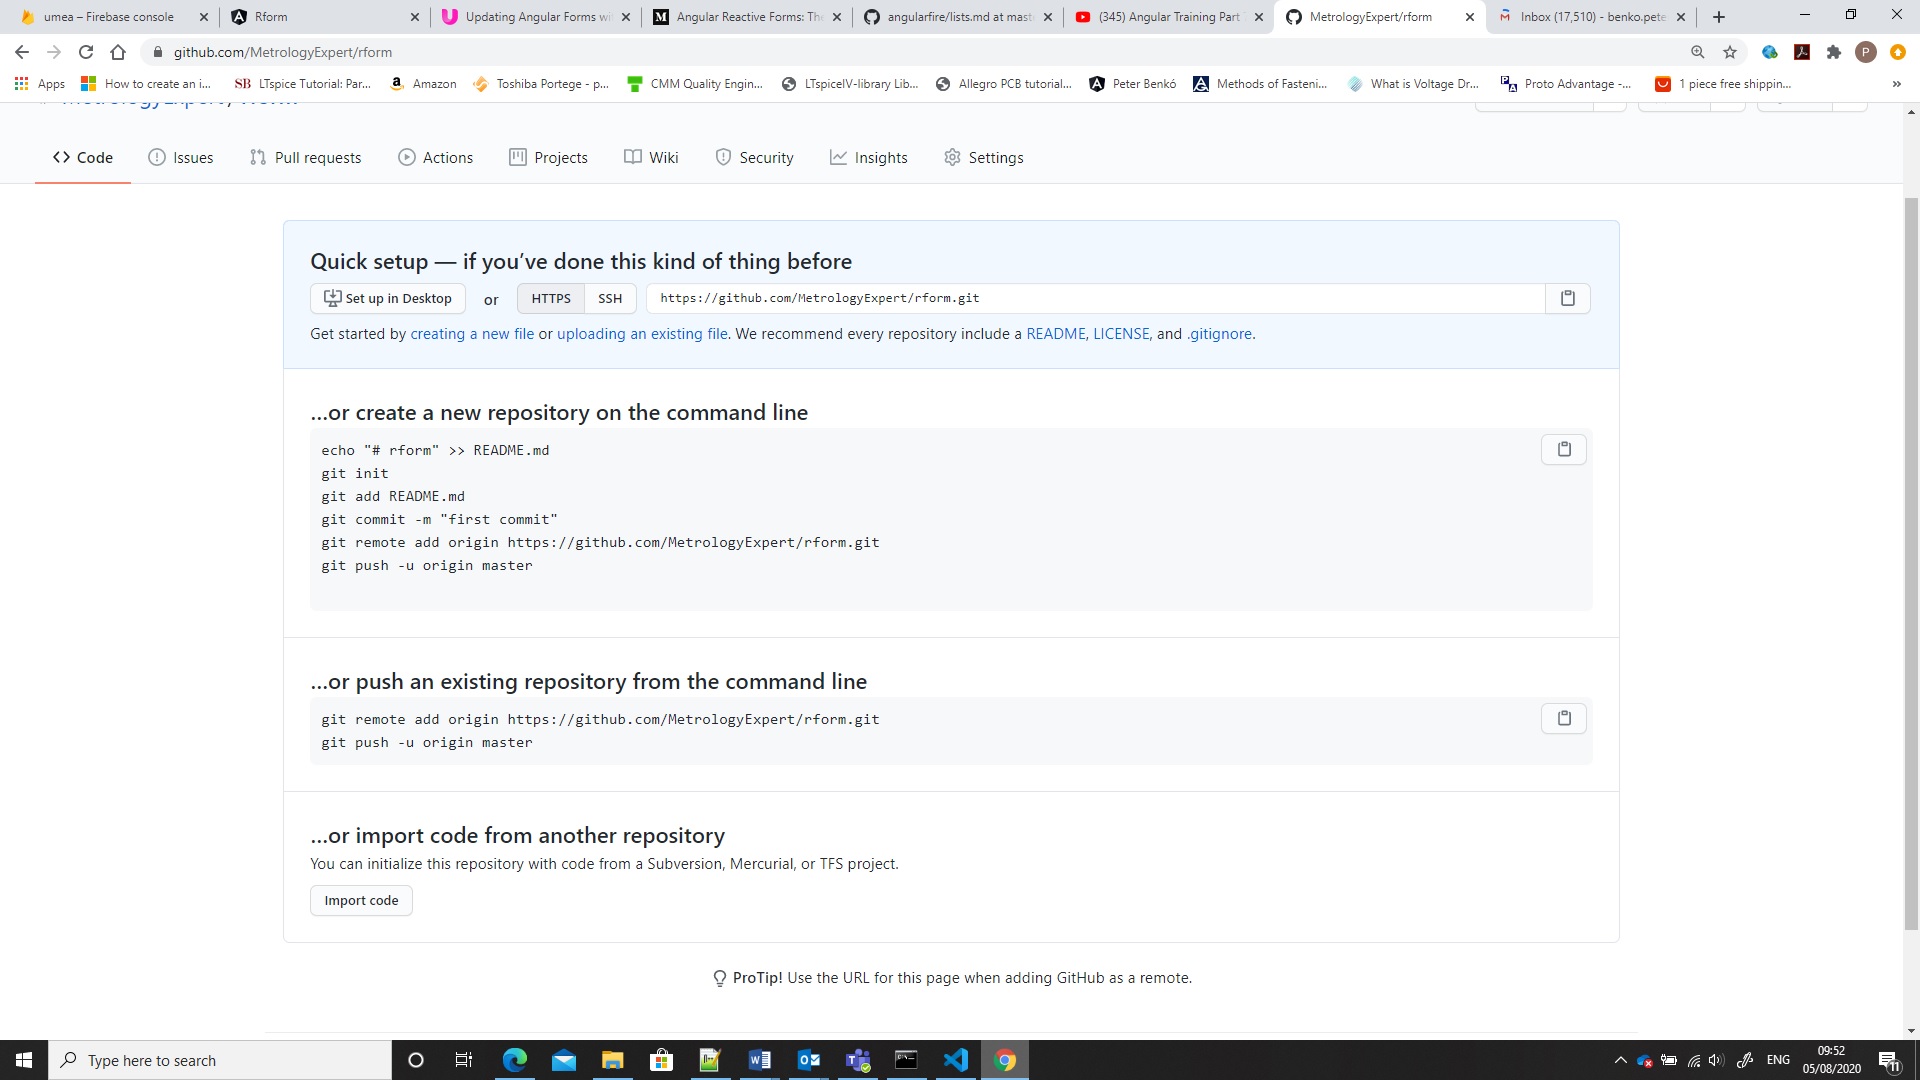 umea – Firebase console
Rform
Updating Angular Forms wi
Angular Reactive Forms: The
angularfire/lists.md at mast
(345) Angular Training Part
MetrologyExpert/rform
Inbox (17,510) - benko.pete
github.com/MetrologyExpert/rform
P
Apps
How to create an i...
LTspice Tutorial: Par...
Amazon
Toshiba Portege - p...
CMM Quality Engin...
LTspiceIV-library Lib...
Allegro PCB tutorial...
Peter Benkó
Methods of Fasteni...
What is Voltage Dr...
Proto Advantage -...
1 piece free shippin...
»
Code
Issues
Pull requests
Actions
Projects
Wiki
Security
Insights
Settings
Quick setup — if you’ve done this kind of thing before
Set up in Desktop
or
HTTPS
SSH
https://github.com/MetrologyExpert/rform.git
Get started by creating a new file or uploading an existing file. We recommend every repository include a README, LICENSE, and .gitignore.
…or create a new repository on the command line
echo "# rform" >> README.md
git init
git add README.md
git commit -m "first commit"
git remote add origin https://github.com/MetrologyExpert/rform.git
git push -u origin master
…or push an existing repository from the command line
git remote add origin https://github.com/MetrologyExpert/rform.git
git push -u origin master
…or import code from another repository
You can initialize this repository with code from a Subversion, Mercurial, or TFS project.
Import code
ProTip! Use the URL for this page when adding GitHub as a remote.
Type here to search
ENG
09:52
05/08/2020
11